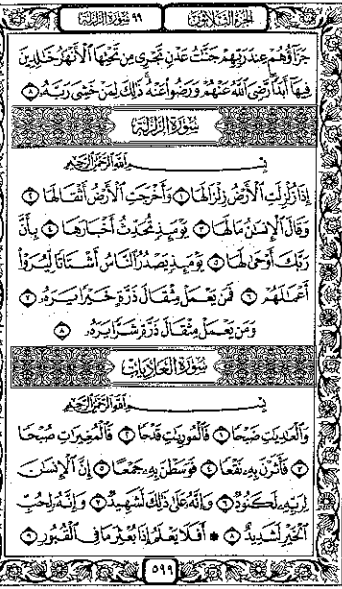 الجزء الثلاثون ٩٩ سورة الزلزلة
جَزَآؤُهُمْ عِندَ رَبِّهِمْ جَنَّٰتُ عَدْنٍ تَجْرِى مِن تَحْتِهَا ٱلْأَنْهَٰرُ خَٰلِدِينَ
فِيهَآ أَبَدًا رَّضِىَ ٱللَّهُ عَنْهُمْ وَرَضُوا۟ عَنْهُ ذَٰلِكَ لِمَنْ خَشِىَ رَبَّهُۥ ٨
سُورَةُ الزَّلْزَلَةِ
بِسْمِ ٱللَّهِ ٱلرَّحْمَٰنِ ٱلرَّحِيمِ
إِذَا زُلْزِلَتِ ٱلْأَرْضُ زِلْزَالَهَا ١ وَأَخْرَجَتِ ٱلْأَرْضُ أَثْقَالَهَا ٢
وَقَالَ ٱلْإِنسَٰنُ مَا لَهَا ٣ يَوْمَئِذٍ تُحَدِّثُ أَخْبَارَهَا ٤ بِأَنَّ
رَبَّكَ أَوْحَىٰ لَهَا ٥ يَوْمَئِذٍ يَصْدُرُ ٱلنَّاسُ أَشْتَاتًا لِّيُرَوْا۟
أَعْمَٰلَهُمْ ٦ فَمَن يَعْمَلْ مِثْقَالَ ذَرَّةٍ خَيْرًا يَرَهُۥ ٧
وَمَن يَعْمَلْ مِثْقَالَ ذَرَّةٍ شَرًّا يَرَهُۥ ٨
سُورَةُ الْعَادِيَاتِ
بِسْمِ ٱللَّهِ ٱلرَّحْمَٰنِ ٱلرَّحِيمِ
وَٱلْعَٰدِيَٰتِ ضَبْحًا ١ فَٱلْمُورِيَٰتِ قَدْحًا ٢ فَٱلْمُغِيرَٰتِ صُبْحًا
٣ فَأَثَرْنَ بِهِۦ نَقْعًا ٤ فَوَسَطْنَ بِهِۦ جَمْعًا ٥ إِنَّ ٱلْإِنسَٰنَ
لِرَبِّهِۦ لَكَنُودٌ ٦ وَإِنَّهُۥ عَلَىٰ ذَٰلِكَ لَشَهِيدٌ ٧ وَإِنَّهُۥ لِحُبِّ
ٱلْخَيْرِ لَشَدِيدٌ ٨ ۞ أَفَلَا يَعْلَمُ إِذَا بُعْثِرَ مَا فِى ٱلْقُبُورِ ٩
٥٩٩